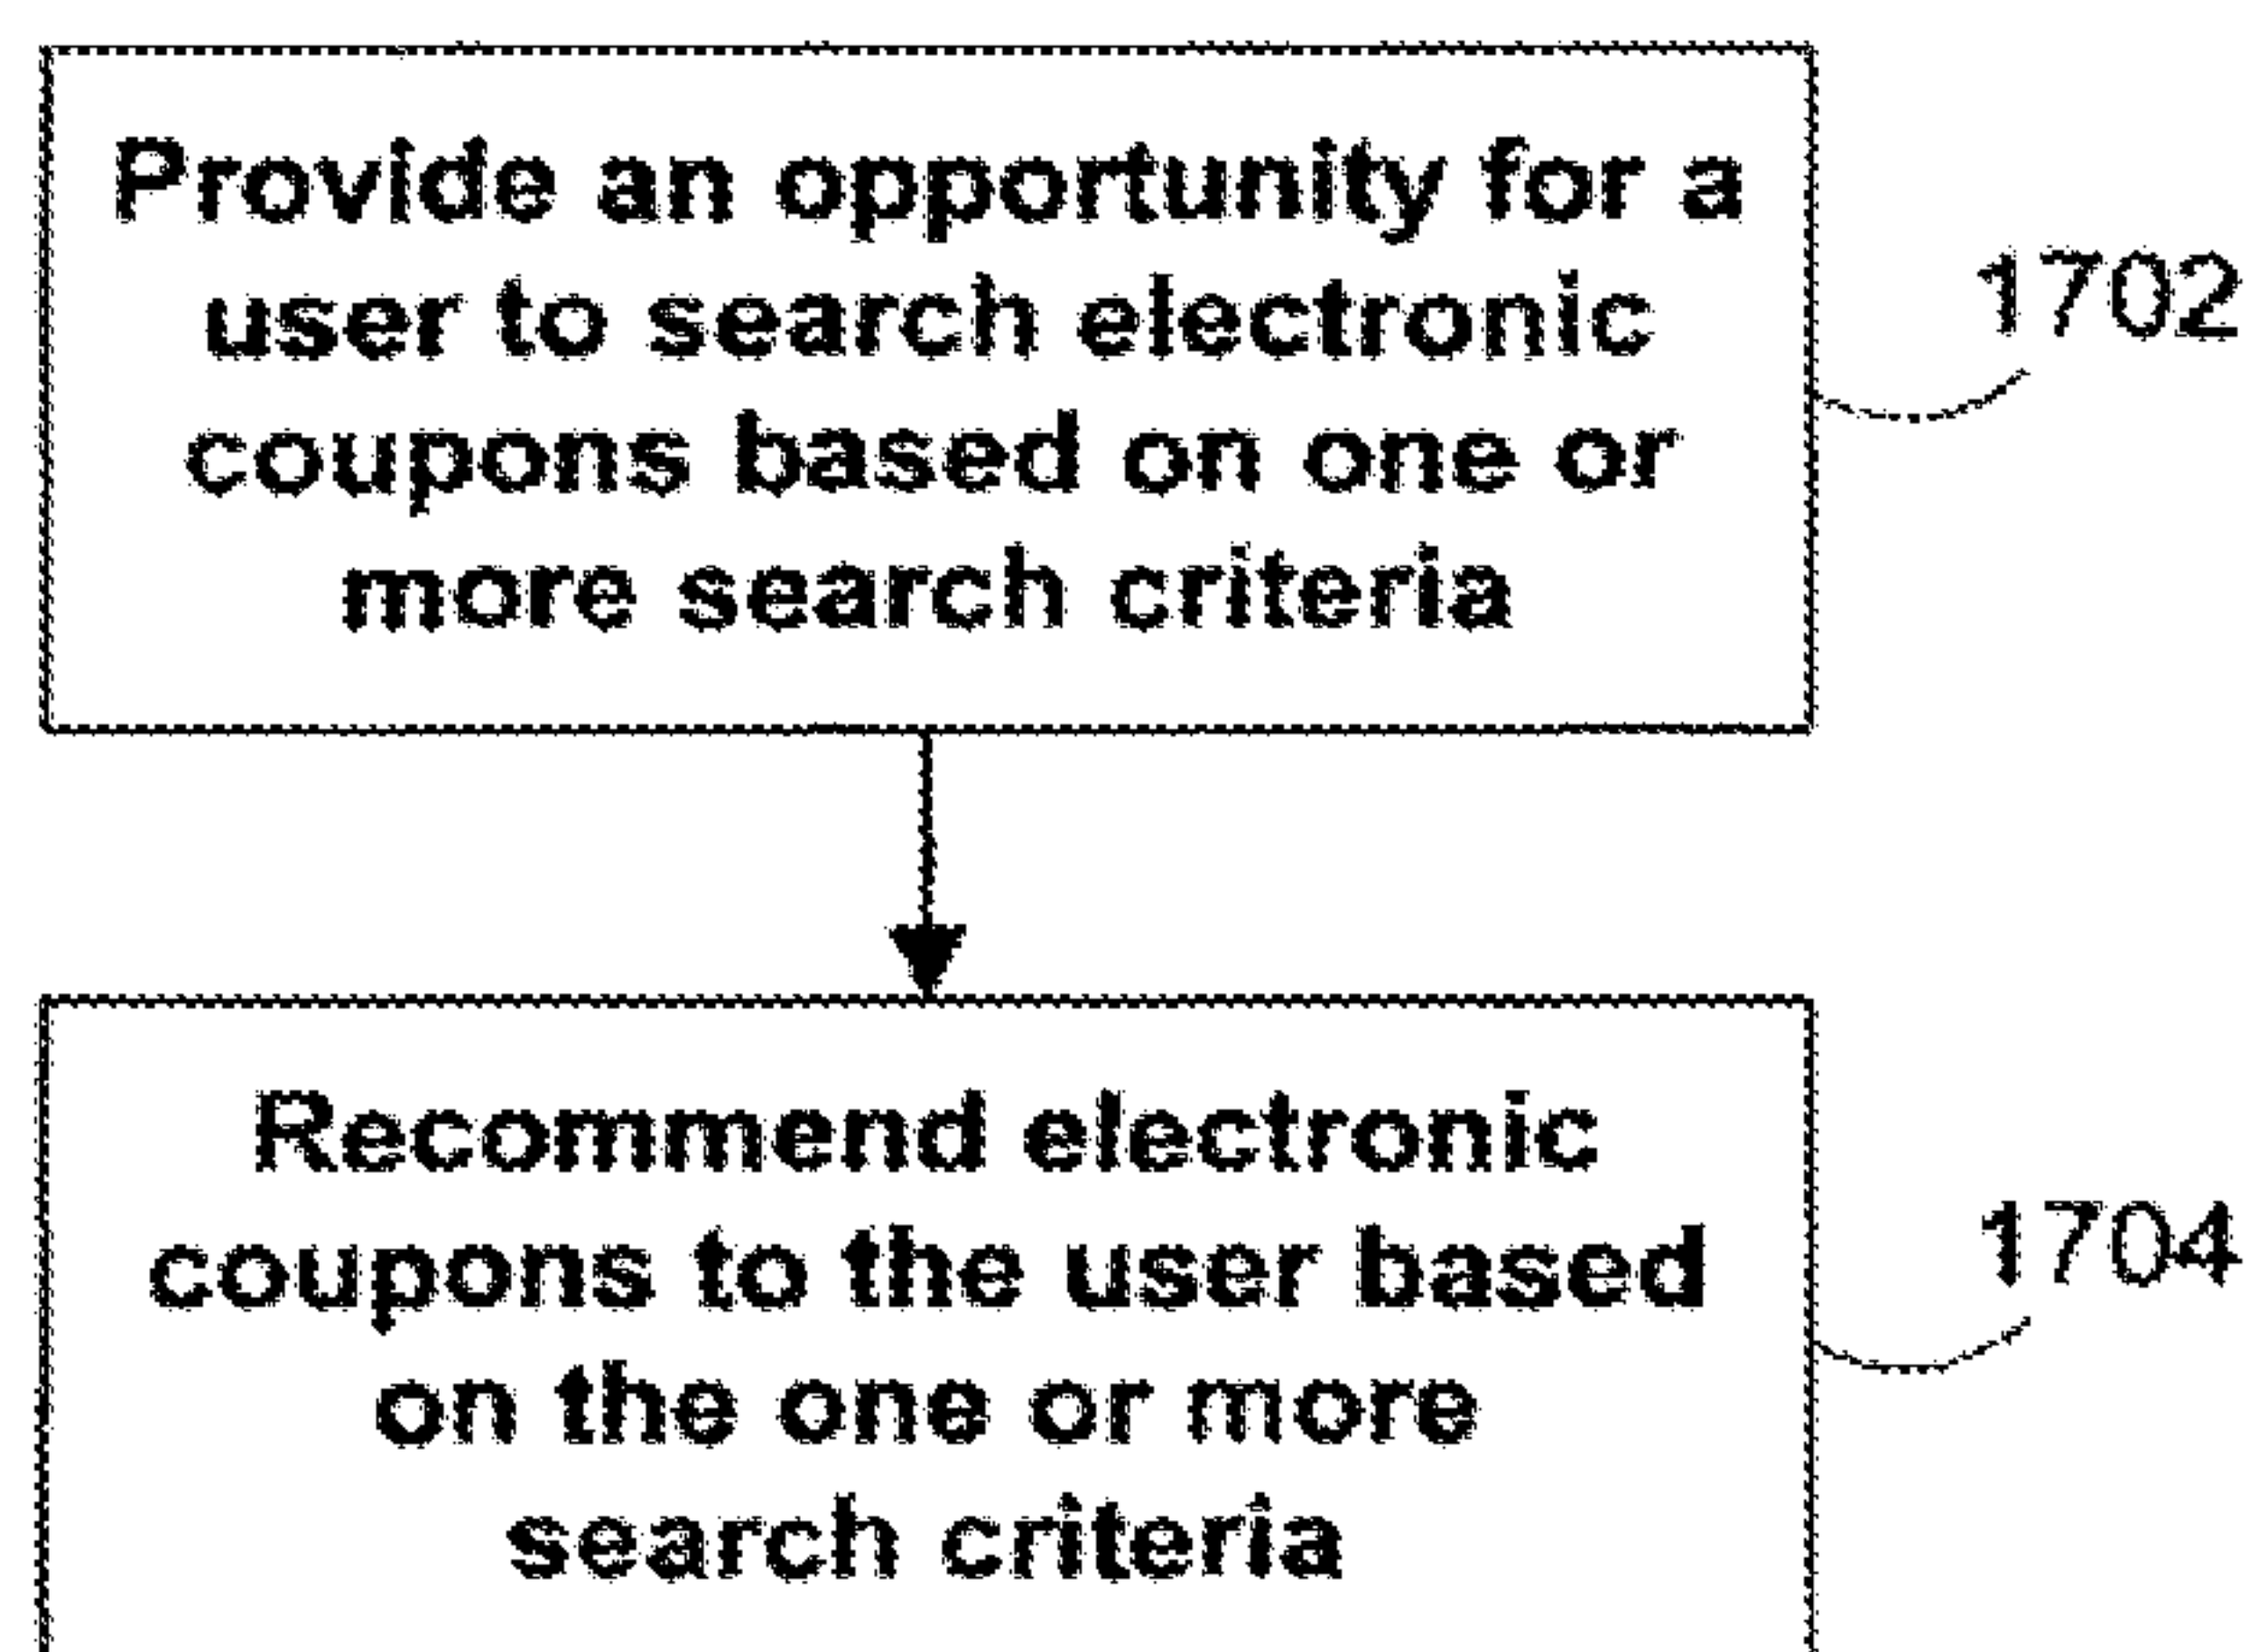 Provide an opportunity for a
user to search electronic
coupons based on one or
more search criteria
1702
Recommend electronic
coupons to the user based
on the one or more
search criteria
1704